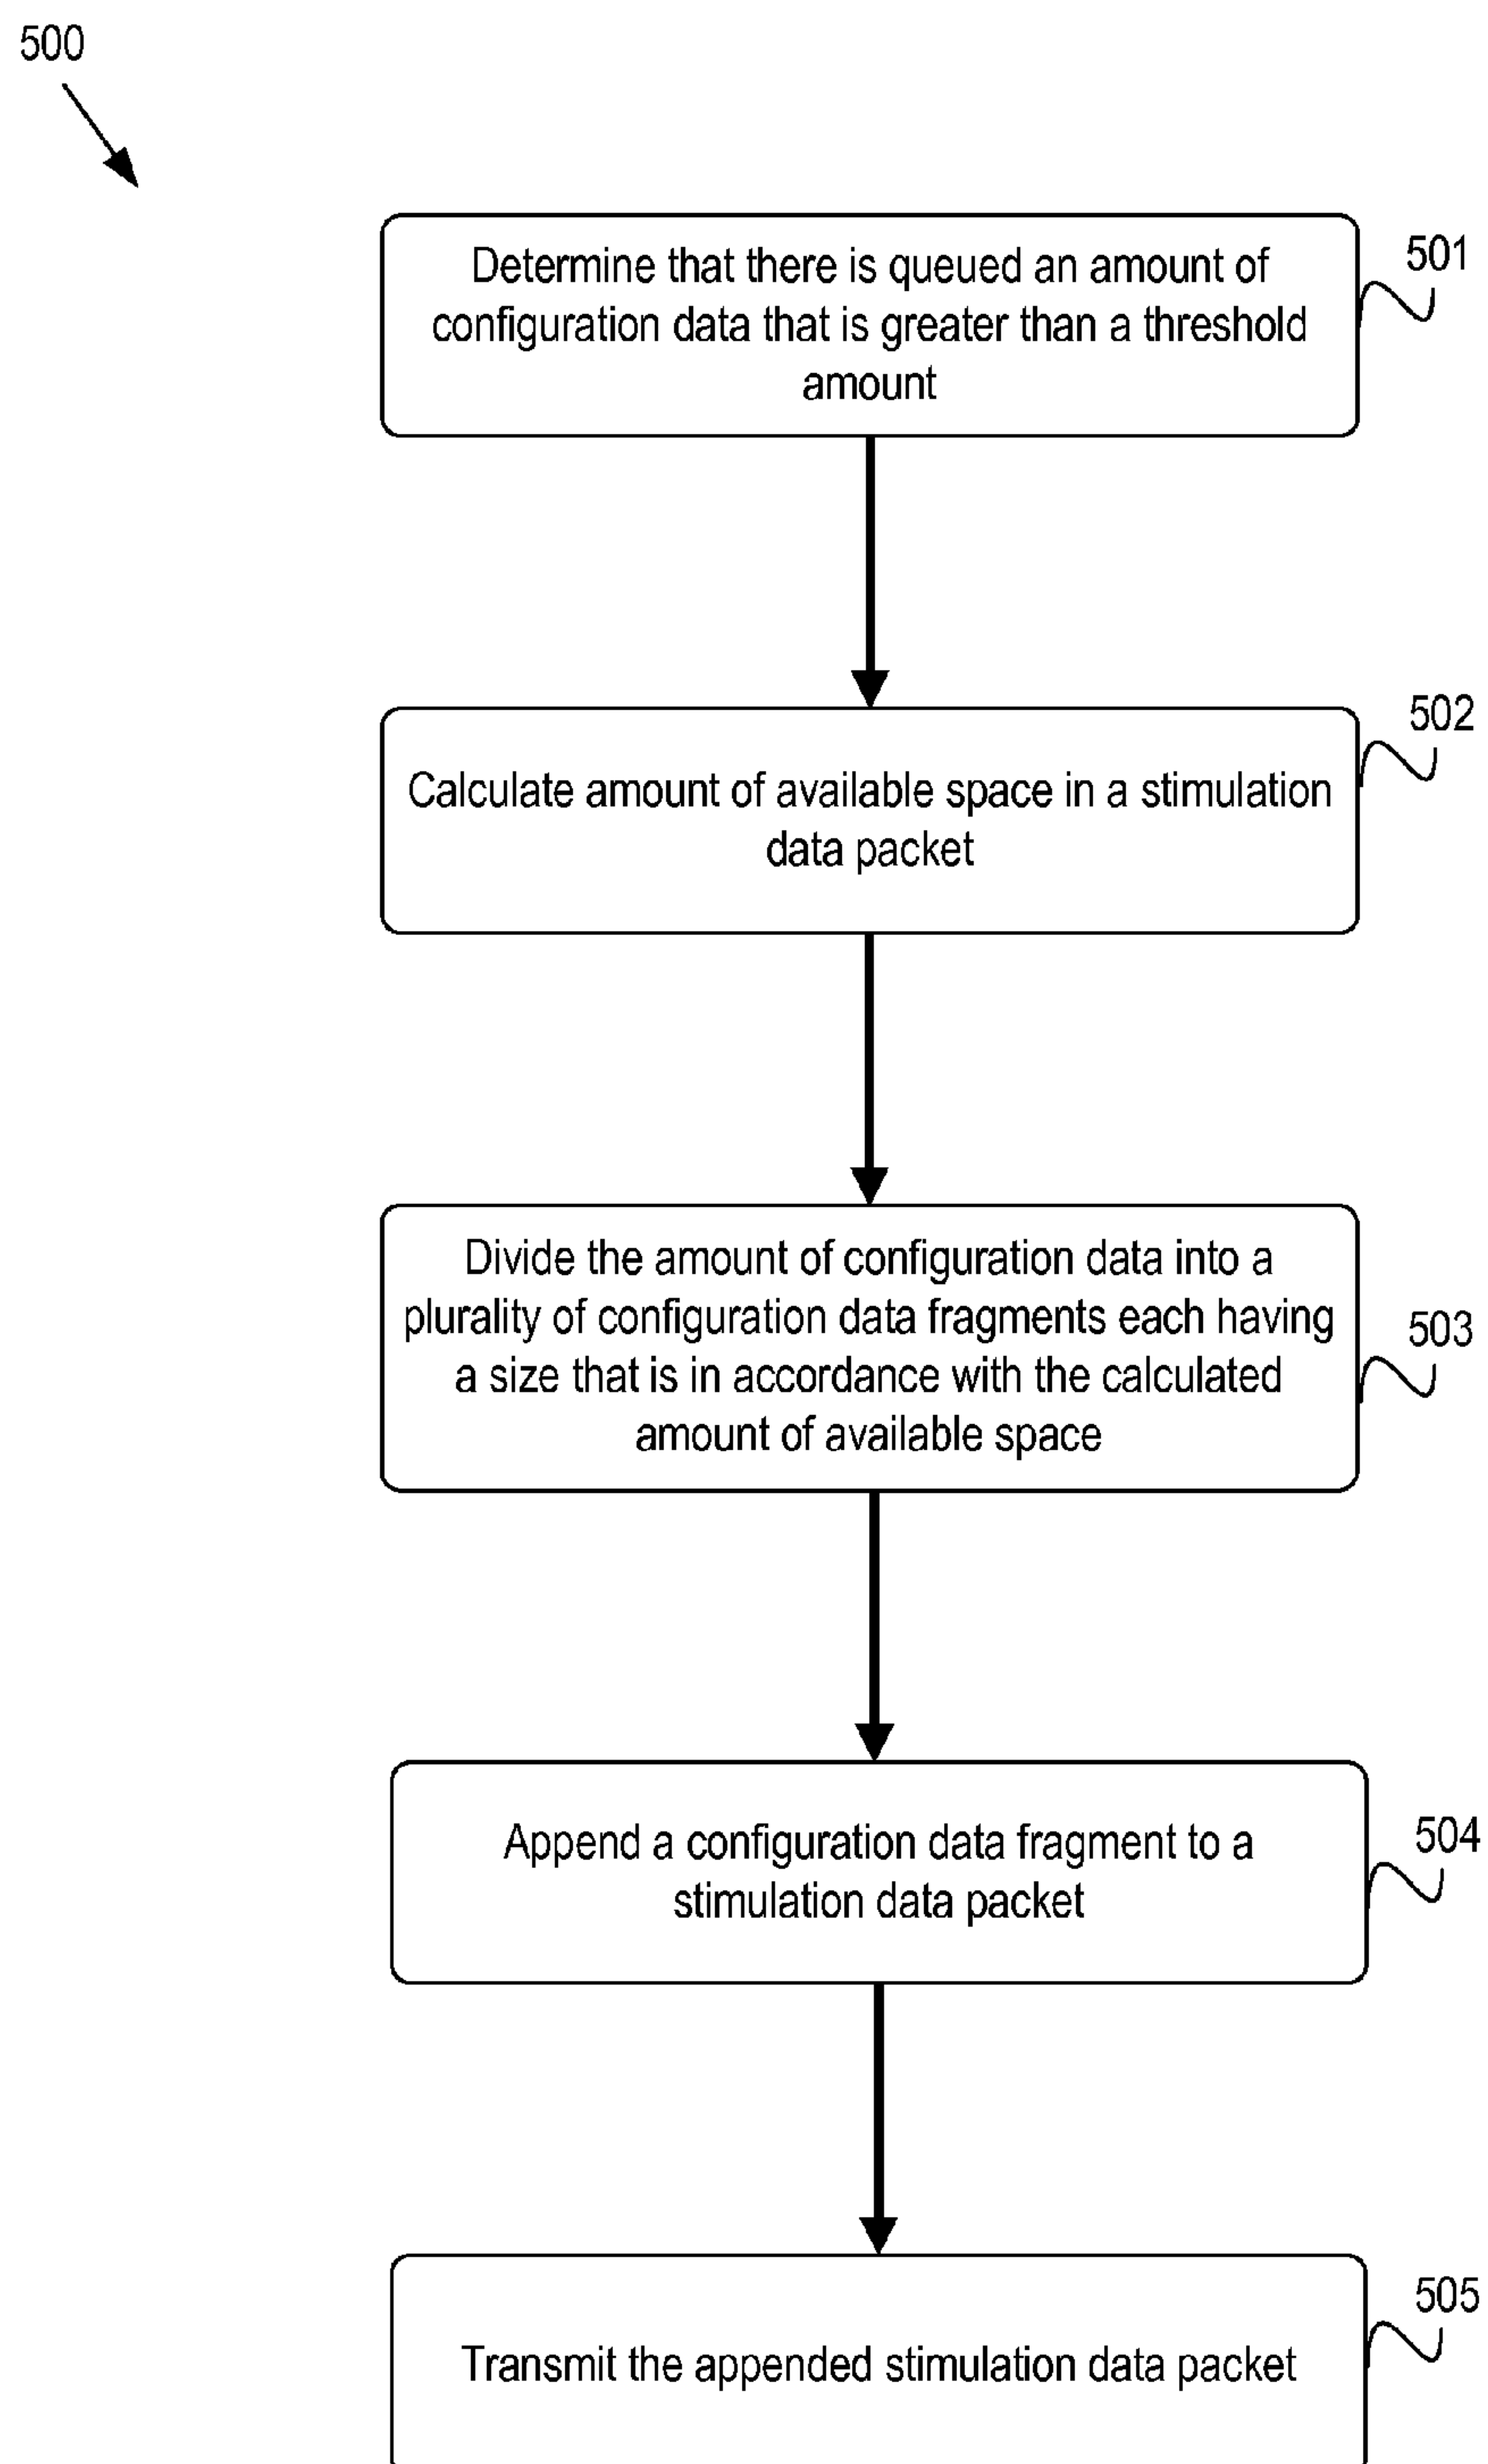 500
Determine that there is queued an amount of
configuration data that is greater than a threshold
amount
501
Calculate amount of available space in a stimulation
data packet
502
Divide the amount of configuration data into a
plurality of configuration data fragments each having
a size that is in accordance with the calculated
amount of available space
503
Append a configuration data fragment to a
stimulation data packet
504
Transmit the appended stimulation data packet
505